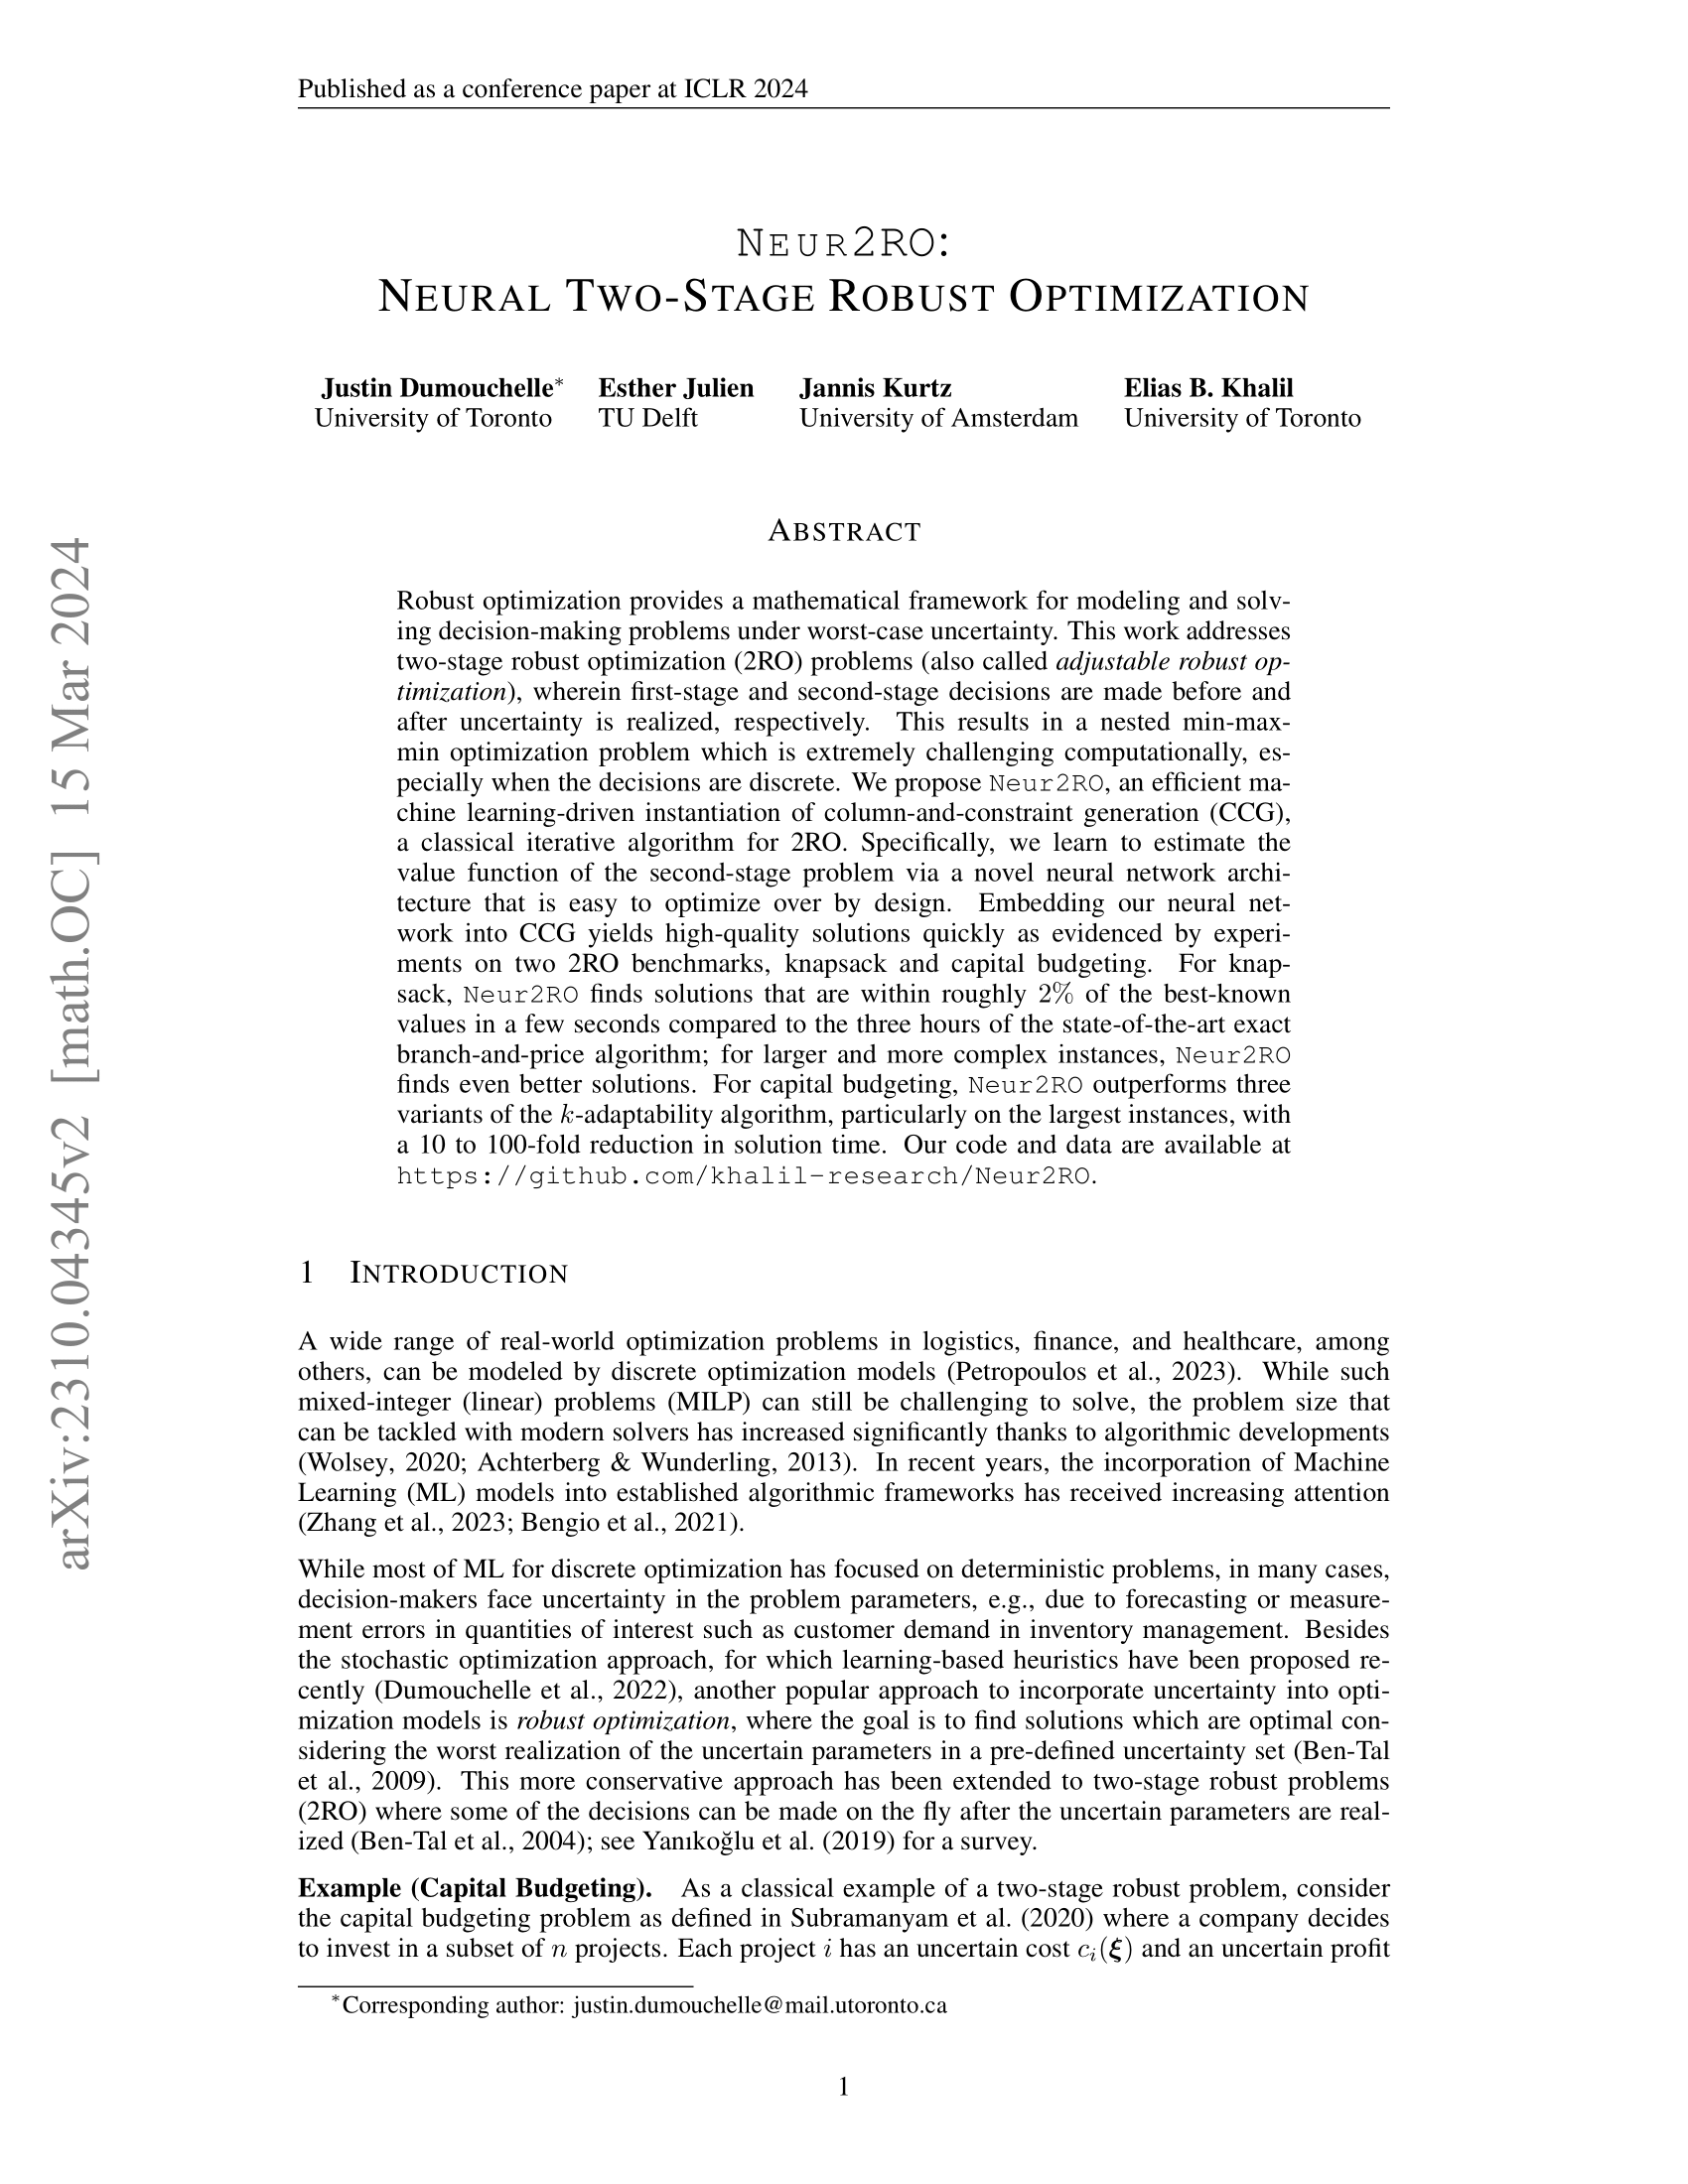 Published as a conference paper at ICLR 2024
NEUR2RO:
NEURAL TWO-STAGE ROBUST OPTIMIZATION
Justin Dumouchelle* Esther Julien Jannis Kurtz Elias B. Khalil
University of Toronto TU Delft University of Amsterdam University of Toronto
ABSTRACT
Robust optimization provides a mathematical framework for modeling and solv-
ing decision-making problems under worst-case uncertainty. This work addresses
two-stage robust optimization (2RO) problems (also called adjustable robust op-
timization), wherein first-stage and second-stage decisions are made before and
after uncertainty is realized, respectively. This results in a nested min-max-
min optimization problem which is extremely challenging computationally, es-
pecially when the decisions are discrete. We propose Neur2RO, an efficient ma-
chine learning-driven instantiation of column-and-constraint generation (CCG),
a classical iterative algorithm for 2RO. Specifically, we learn to estimate the
value function of the second-stage problem via a novel neural network archi-
tecture that is easy to optimize over by design. Embedding our neural net-
work into CCG yields high-quality solutions quickly as evidenced by experi-
ments on two 2RO benchmarks, knapsack and capital budgeting. For knap-
sack, Neur2RO finds solutions that are within roughly 2% of the best-known
values in a few seconds compared to the three hours of the state-of-the-art exact
branch-and-price algorithm; for larger and more complex instances, Neur2RO
finds even better solutions. For capital budgeting, Neur2RO outperforms three
variants of the k-adaptability algorithm, particularly on the largest instances, with
a 10 to 100-fold reduction in solution time. Our code and data are available at
https://github.com/khalil-research/Neur2RO.
1 INTRODUCTION
A wide range of real-world optimization problems in logistics, finance, and healthcare, among
others, can be modeled by discrete optimization models (Petropoulos et al., 2023). While such
mixed-integer (linear) problems (MILP) can still be challenging to solve, the problem size that
can be tackled with modern solvers has increased significantly thanks to algorithmic developments
(Wolsey, 2020; Achterberg & Wunderling, 2013). In recent years, the incorporation of Machine
Learning (ML) models into established algorithmic frameworks has received increasing attention
(Zhang et al., 2023; Bengio et al., 2021).
While most of ML for discrete optimization has focused on deterministic problems, in many cases,
decision-makers face uncertainty in the problem parameters, e.g., due to forecasting or measure-
ment errors in quantities of interest such as customer demand in inventory management. Besides
the stochastic optimization approach, for which learning-based heuristics have been proposed re-
cently (Dumouchelle et al., 2022), another popular approach to incorporate uncertainty into opti-
mization models is robust optimization, where the goal is to find solutions which are optimal con-
sidering the worst realization of the uncertain parameters in a pre-defined uncertainty set (Ben-Tal
et al., 2009). This more conservative approach has been extended to two-stage robust problems
(2RO) where some of the decisions can be made on the fly after the uncertain parameters are real-
ized (Ben-Tal et al., 2004); see Yanıkoğlu et al. (2019) for a survey.
Example (Capital Budgeting). As a classical example of a two-stage robust problem, consider
the capital budgeting problem as defined in Subramanyam et al. (2020) where a company decides
to invest in a subset of n projects. Each project i has an uncertain cost cᵢ(ξ) and an uncertain profit
*Corresponding author: justin.dumouchelle@mail.utoronto.ca
1
arXiv:2310.04345v2 [math.OC] 15 Mar 2024